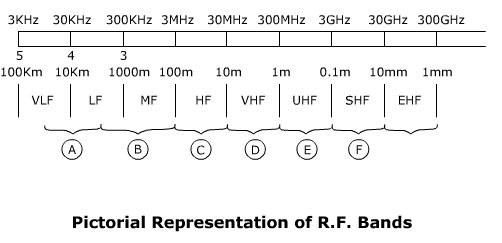 3KHz 30KHz 300KHz 3MHz 30MHz 300MHz 3GHz 30GHz 300GHz
5 4 3
100Km 10Km 1000m 100m 10m 1m 0.1m 10mm 1mm
VLF LF MF HF VHF UHF SHF EHF
A B C D E F
Pictorial Representation of R.F. Bands